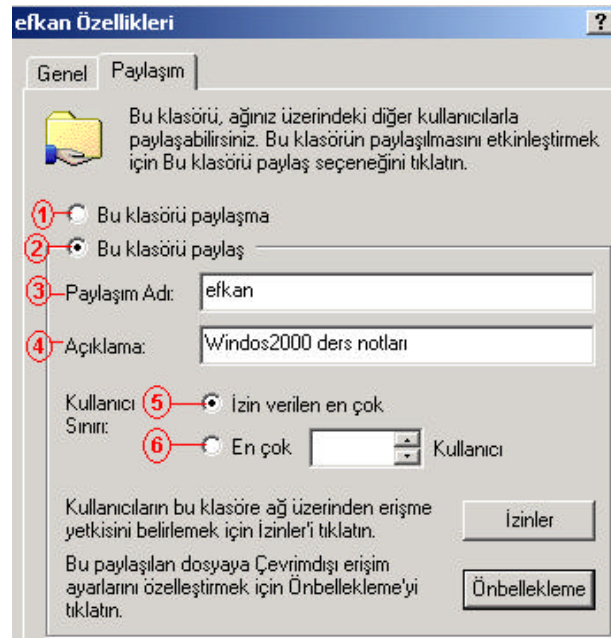 efkan Özellikleri ?
Genel Paylaşım
Bu klasörü, ağınız üzerindeki diğer kullanıcılarla
paylaşabilirsiniz. Bu klasörün paylaşılmasını etkinleştirmek
için Bu klasörü paylaş seçeneğini tıklatın.
1 Bu klasörü paylaşma
2 Bu klasörü paylaş
3 Paylaşım Adı: efkan
4 Açıklama: Windos2000 ders notları
Kullanıcı 5 İzin verilen en çok
Sınırı:
6 En çok Kullanıcı
Kullanıcıların bu klasöre ağ üzerinden erişme
yetkisini belirlemek için İzinler'i tıklatın. İzinler
Bu paylaşılan dosyaya Çevrimdışı erişim
ayarlarını özelleştirmek için Önbellekleme'yi Önbellekleme
tıklatın.